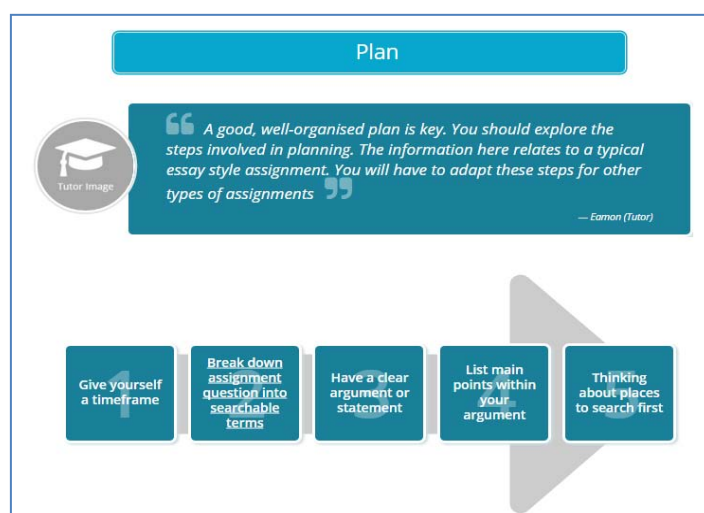 Plan
“ A good, well-organised plan is key. You should explore the
steps involved in planning. The information here relates to a typical
essay style assignment. You will have to adapt these steps for other
types of assignments ”
Tutor Image
— Eamon (Tutor)
1
Give yourself
a timeframe
2
Break down
assignment
question into
searchable
terms
3
Have a clear
argument or
statement
4
List main
points within
your
argument
5
Thinking
about places
to search first